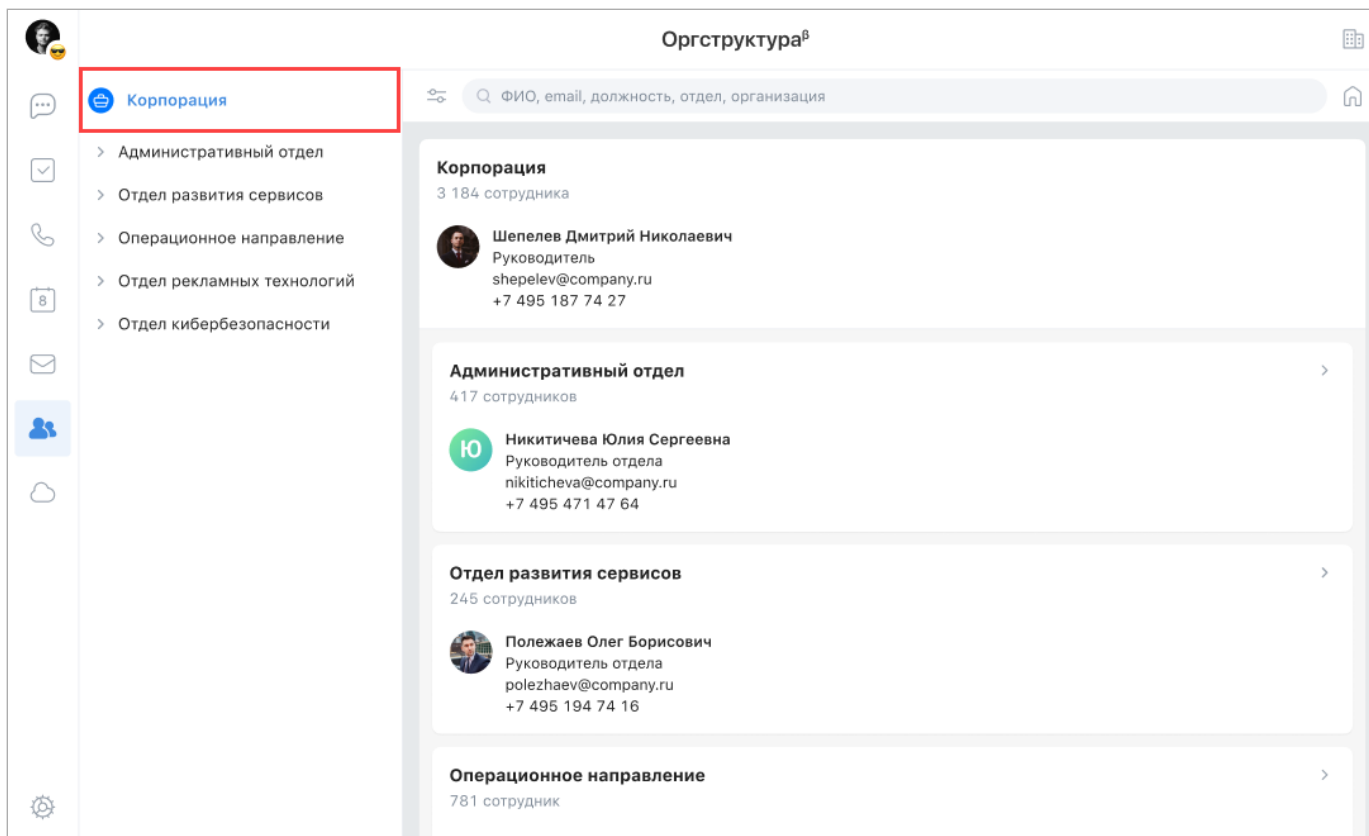 Оргструктураᵝ
Корпорация
Административный отдел
Отдел развития сервисов
Операционное направление
Отдел рекламных технологий
Отдел кибербезопасности
8
ФИО, email, должность, отдел, организация
Корпорация
3 184 сотрудника
Шепелев Дмитрий Николаевич
Руководитель
shepelev@company.ru
+7 495 187 74 27
Административный отдел
417 сотрудников
Ю
Никитичева Юлия Сергеевна
Руководитель отдела
nikiticheva@company.ru
+7 495 471 47 64
Отдел развития сервисов
245 сотрудников
Полежаев Олег Борисович
Руководитель отдела
polezhaev@company.ru
+7 495 194 74 16
Операционное направление
781 сотрудник